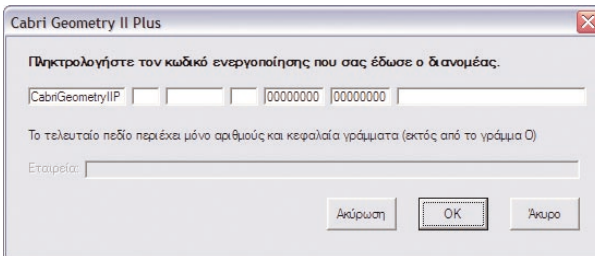 Cabri Geometry II Plus
Πληκτρολογήστε τον κωδικό ενεργοποίησης που σας έδωσε ο διανομέας.
CabriGeometryIIP 00000000 00000000
Το τελευταίο πεδίο περιέχει μόνο αριθμούς και κεφαλαία γράμματα (εκτός από το γράμμα Ο)
Εταιρεία:
Ακύρωση OK Άκυρο